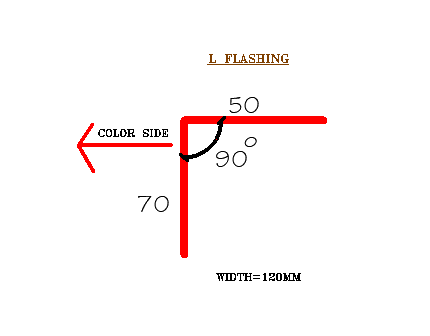 L FLASHING
50
COLOR SIDE
90°
70
WIDTH=120MM